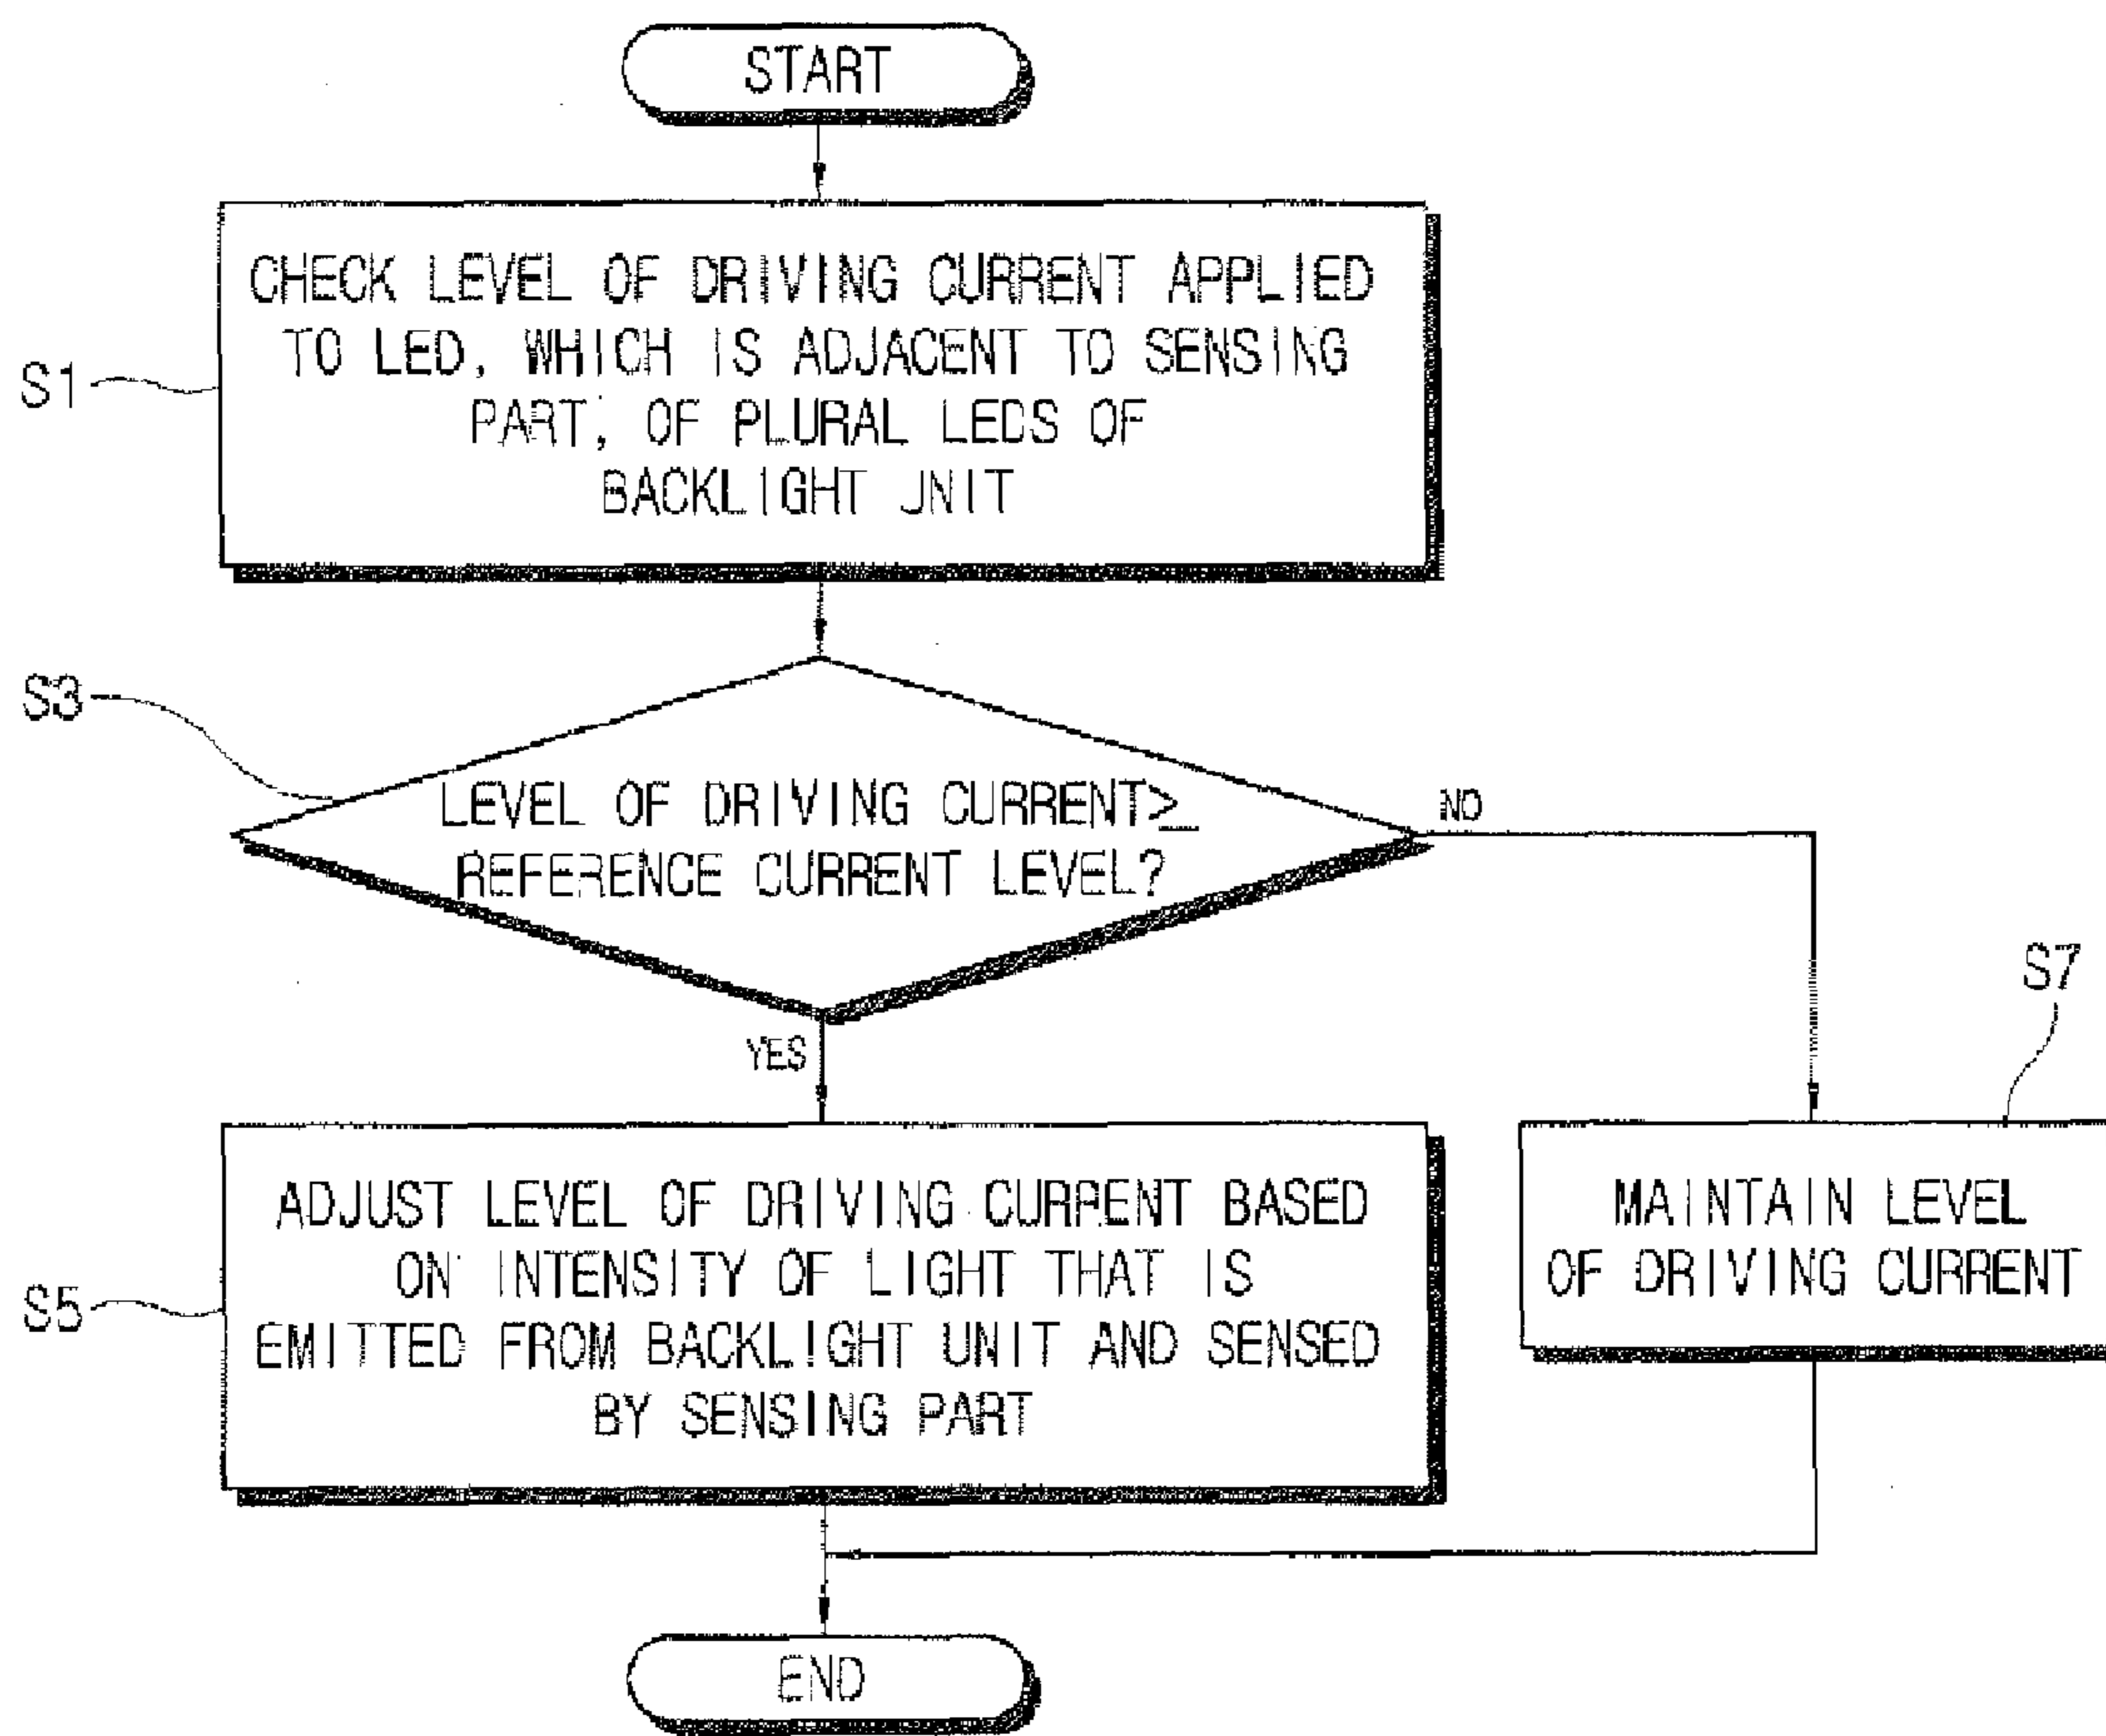 START
CHECK LEVEL OF DRIVING CURRENT APPLIED
TO LED, WHICH IS ADJACENT TO SENSING
PART, OF PLURAL LEDS OF
BACKLIGHT UNIT
S1
S3
LEVEL OF DRIVING CURRENT≥
REFERENCE CURRENT LEVEL?
NO
YES
S7
ADJUST LEVEL OF DRIVING CURRENT BASED
ON INTENSITY OF LIGHT THAT IS
EMITTED FROM BACKLIGHT UNIT AND SENSED
BY SENSING PART
S5
MAINTAIN LEVEL
OF DRIVING CURRENT
END